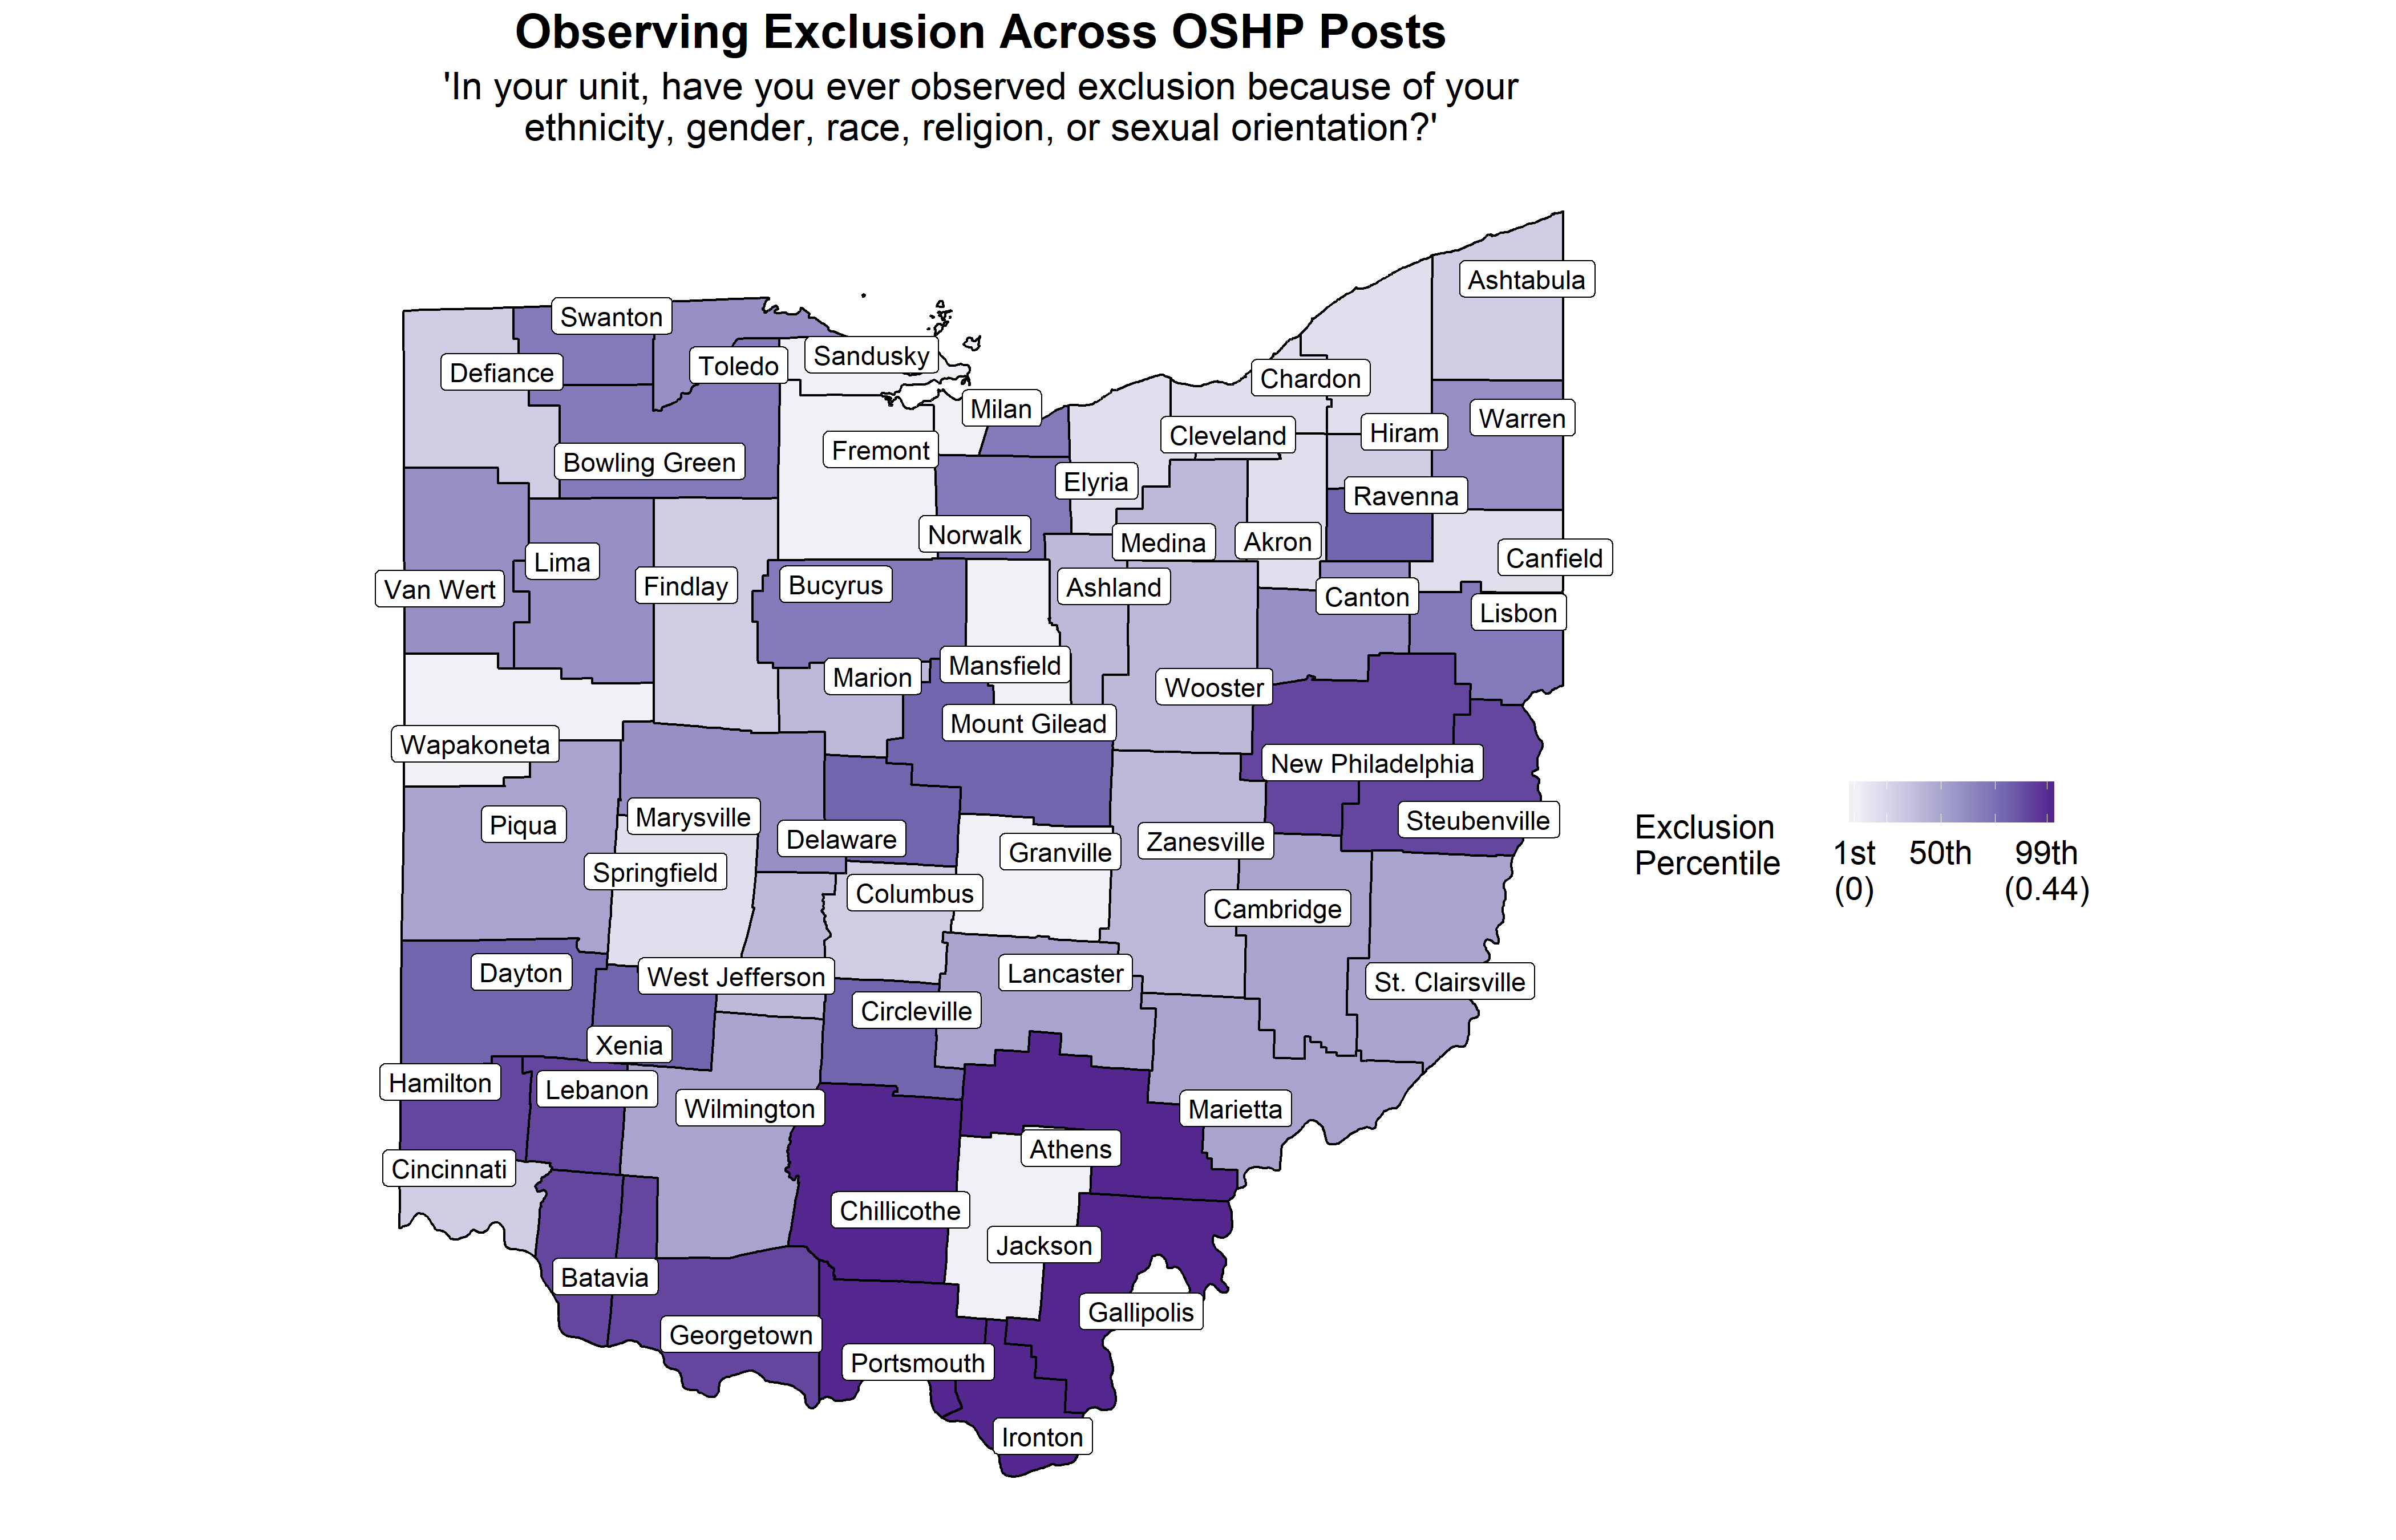 Observing Exclusion Across OSHP Posts
'In your unit, have you ever observed exclusion because of your
ethnicity, gender, race, religion, or sexual orientation?'
Ashtabula
Swanton
Sandusky
Toledo
Defiance
Chardon
Milan
Warren
Cleveland
Hiram
Fremont
Bowling Green
Elyria
Ravenna
Norwalk
Medina
Akron
Canfield
Lima
Van Wert
Findlay
Bucyrus
Ashland
Canton
Lisbon
Mansfield
Marion
Wooster
Mount Gilead
Wapakoneta
New Philadelphia
Piqua
Marysville
Steubenville
Delaware
Zanesville
Granville
Springfield
Columbus
Cambridge
Dayton
West Jefferson
Lancaster
St. Clairsville
Circleville
Xenia
Hamilton
Lebanon
Wilmington
Marietta
Athens
Cincinnati
Chillicothe
Jackson
Batavia
Gallipolis
Georgetown
Portsmouth
Ironton
Exclusion
Percentile
1st 50th 99th
(0) (0.44)